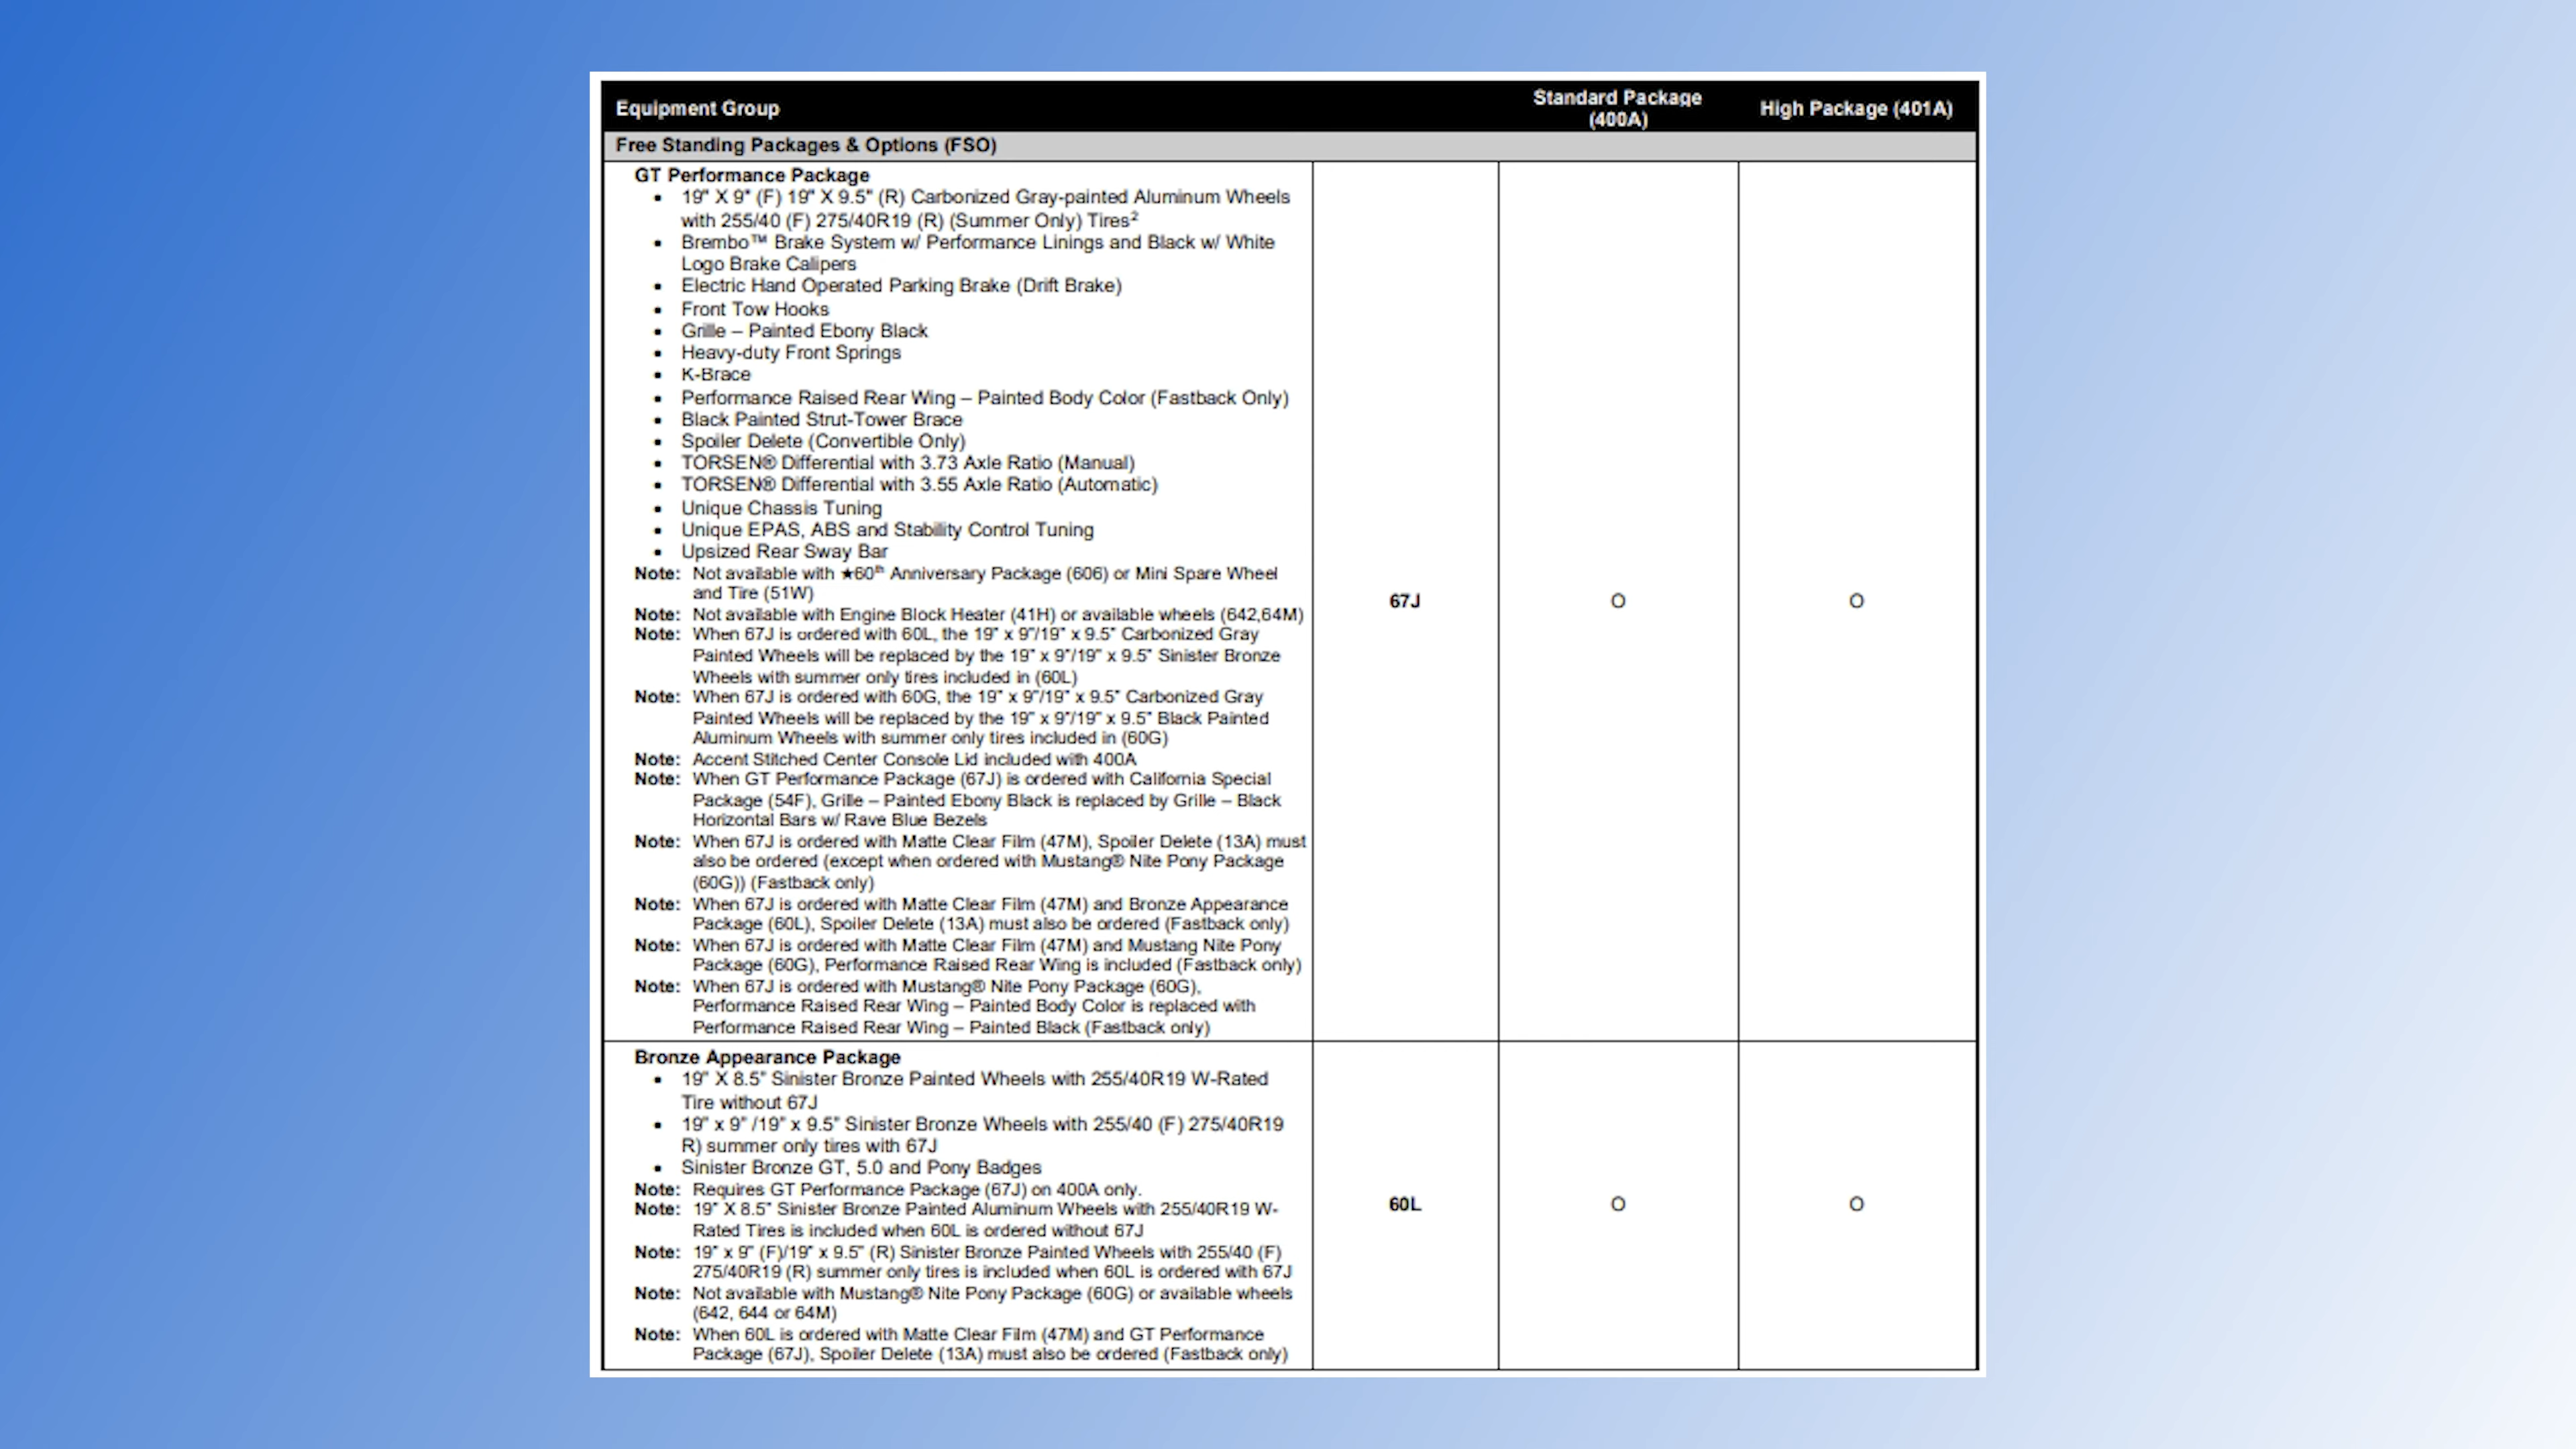 Equipment Group
Standard Package
(400A)
High Package (401A)
Free Standing Packages & Options (FSO)
GT Performance Package
• 19" X 9" (F) 19" X 9.5" (R) Carbonized Gray-painted Aluminum Wheels
with 255/40 (F) 275/40R19 (R) (Summer Only) Tires²
• Brembo™ Brake System w/ Performance Linings and Black w/ White
Logo Brake Calipers
• Electric Hand Operated Parking Brake (Drift Brake)
• Front Tow Hooks
• Grille – Painted Ebony Black
• Heavy-duty Front Springs
• K-Brace
• Performance Raised Rear Wing – Painted Body Color (Fastback Only)
• Black Painted Strut-Tower Brace
• Spoiler Delete (Convertible Only)
• TORSEN® Differential with 3.73 Axle Ratio (Manual)
• TORSEN® Differential with 3.55 Axle Ratio (Automatic)
• Unique Chassis Tuning
• Unique EPAS, ABS and Stability Control Tuning
• Upsized Rear Sway Bar
Note: Not available with ★60th Anniversary Package (606) or Mini Spare Wheel
and Tire (51W)
Note: Not available with Engine Block Heater (41H) or available wheels (642,64M)
Note: When 67J is ordered with 60L, the 19" x 9"/19" x 9.5" Carbonized Gray
Painted Wheels will be replaced by the 19" x 9"/19" x 9.5" Sinister Bronze
Wheels with summer only tires included in (60L)
Note: When 67J is ordered with 60G, the 19" x 9"/19" x 9.5" Carbonized Gray
Painted Wheels will be replaced by the 19" x 9"/19" x 9.5" Black Painted
Aluminum Wheels with summer only tires included in (60G)
Note: Accent Stitched Center Console Lid included with 400A
Note: When GT Performance Package (67J) is ordered with California Special
Package (54F), Grille – Painted Ebony Black is replaced by Grille – Black
Horizontal Bars w/ Rave Blue Bezels
Note: When 67J is ordered with Matte Clear Film (47M), Spoiler Delete (13A) must
also be ordered (except when ordered with Mustang® Nite Pony Package
(60G)) (Fastback only)
Note: When 67J is ordered with Matte Clear Film (47M) and Bronze Appearance
Package (60L), Spoiler Delete (13A) must also be ordered (Fastback only)
Note: When 67J is ordered with Matte Clear Film (47M) and Mustang Nite Pony
Package (60G), Performance Raised Rear Wing is included (Fastback only)
Note: When 67J is ordered with Mustang® Nite Pony Package (60G),
Performance Raised Rear Wing – Painted Body Color is replaced with
Performance Raised Rear Wing – Painted Black (Fastback only)
67J
O
O
Bronze Appearance Package
• 19" X 8.5" Sinister Bronze Painted Wheels with 255/40R19 W-Rated
Tire without 67J
• 19" x 9" /19" x 9.5" Sinister Bronze Wheels with 255/40 (F) 275/40R19
R) summer only tires with 67J
• Sinister Bronze GT, 5.0 and Pony Badges
Note: Requires GT Performance Package (67J) on 400A only.
Note: 19" X 8.5" Sinister Bronze Painted Aluminum Wheels with 255/40R19 W-
Rated Tires is included when 60L is ordered without 67J
Note: 19" x 9" (F)/19" x 9.5" (R) Sinister Bronze Painted Wheels with 255/40 (F)
275/40R19 (R) summer only tires is included when 60L is ordered with 67J
Note: Not available with Mustang® Nite Pony Package (60G) or available wheels
(642, 644 or 64M)
Note: When 60L is ordered with Matte Clear Film (47M) and GT Performance
Package (67J), Spoiler Delete (13A) must also be ordered (Fastback only)
60L
O
O